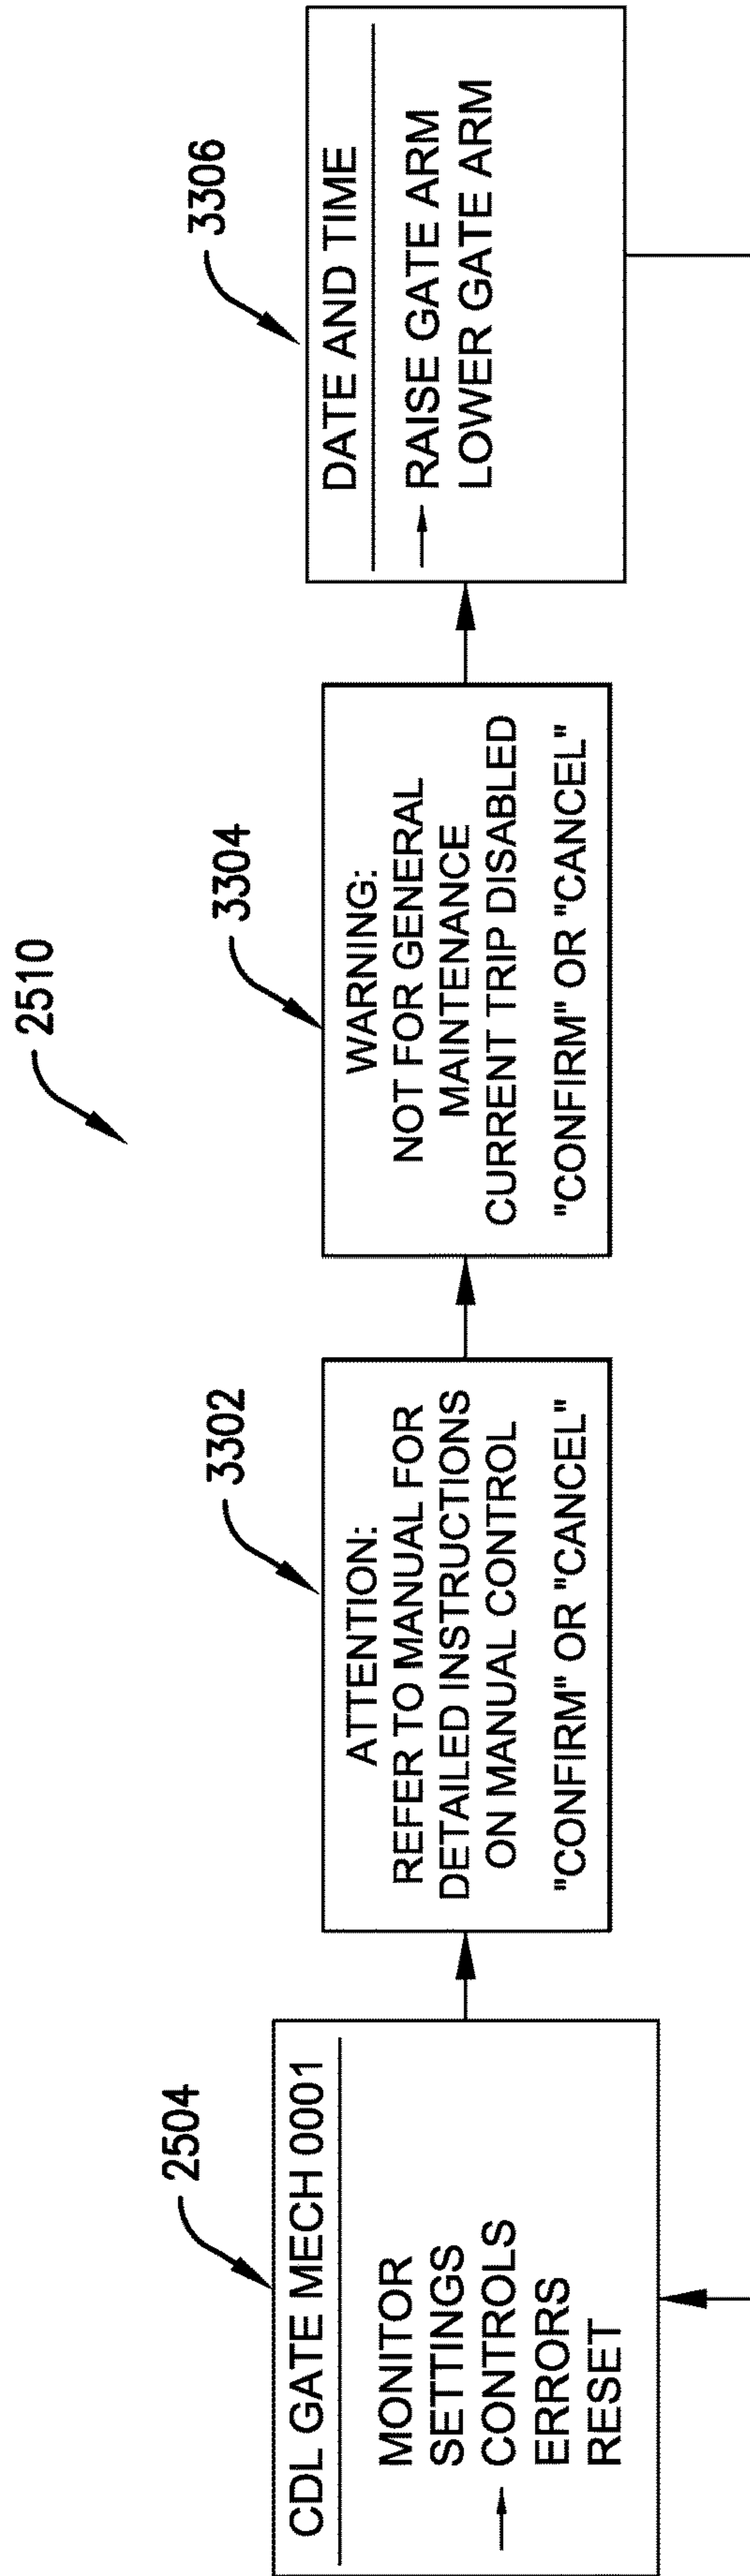 2510
2504
CDL GATE MECH 0001
MONITOR
SETTINGS
CONTROLS
ERRORS
RESET
3302
ATTENTION:
REFER TO MANUAL FOR
DETAILED INSTRUCTIONS
ON MANUAL CONTROL
"CONFIRM" OR "CANCEL"
3304
WARNING:
NOT FOR GENERAL
MAINTENANCE
CURRENT TRIP DISABLED
"CONFIRM" OR "CANCEL"
3306
DATE AND TIME
RAISE GATE ARM
LOWER GATE ARM